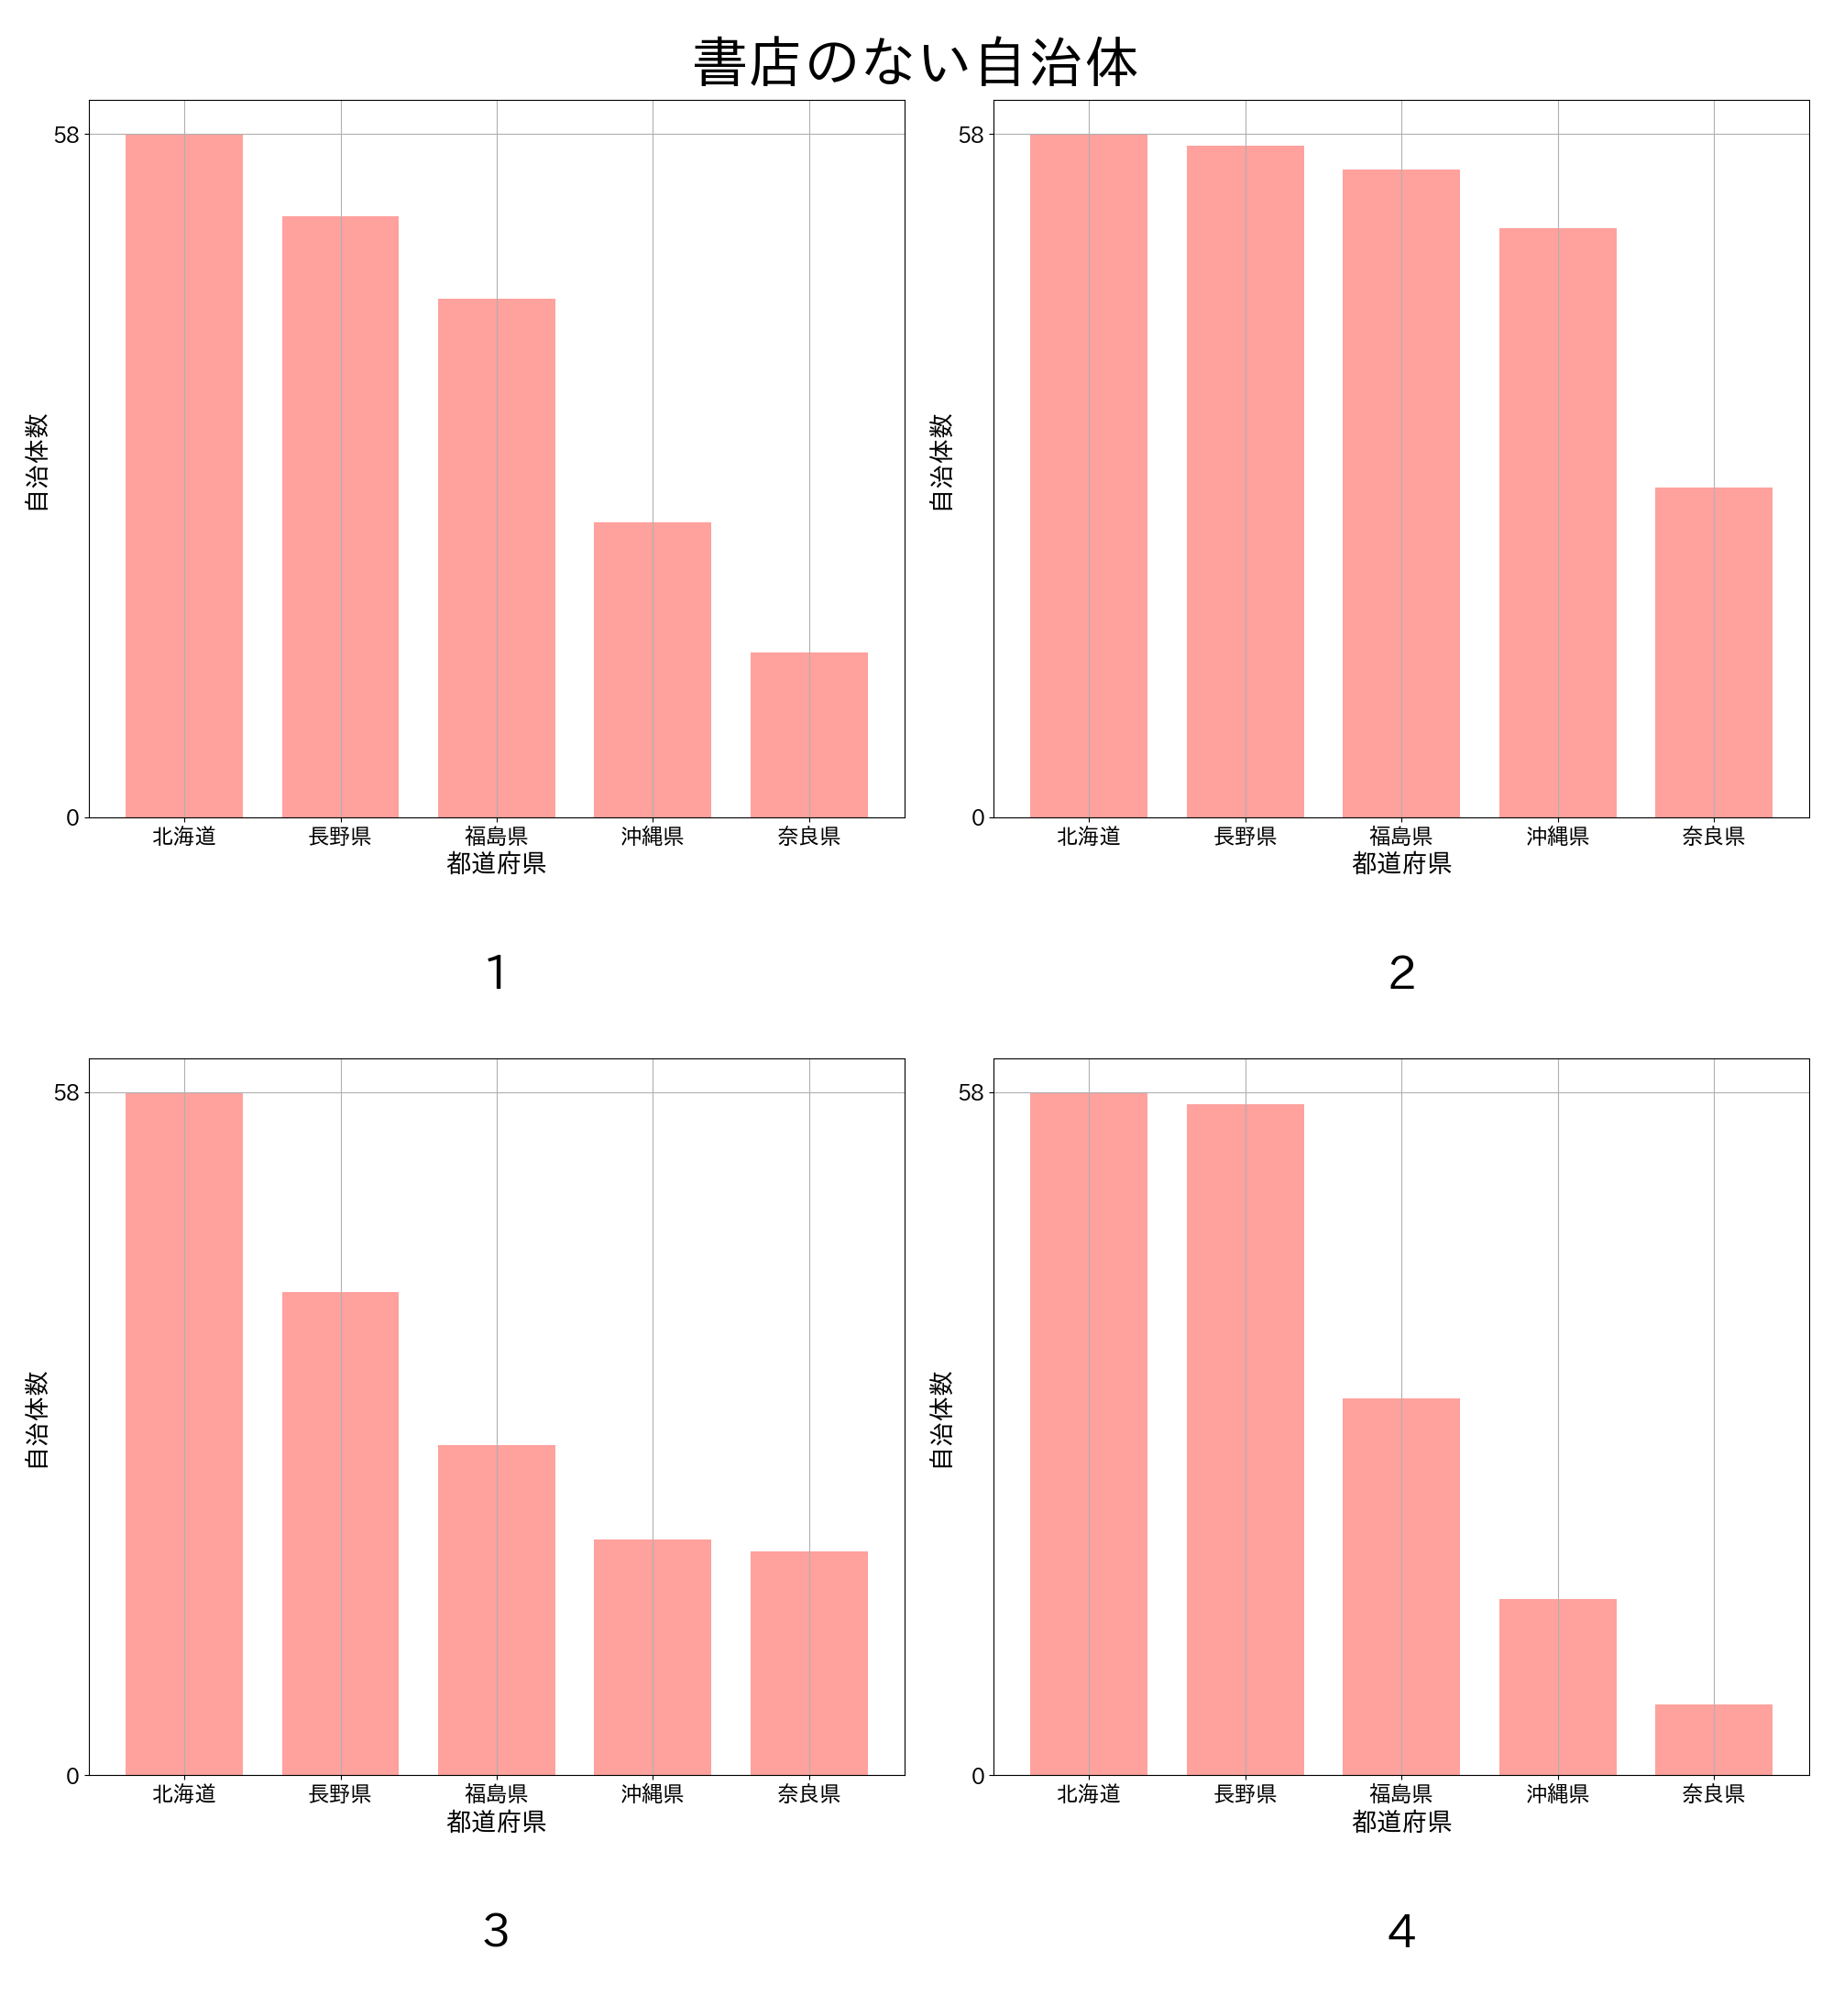 書店のない自治体
58
0
自治体数
北海道 長野県 福島県 沖縄県 奈良県
都道府県
1
58
0
自治体数
北海道 長野県 福島県 沖縄県 奈良県
都道府県
2
58
0
自治体数
北海道 長野県 福島県 沖縄県 奈良県
都道府県
3
58
0
自治体数
北海道 長野県 福島県 沖縄県 奈良県
都道府県
4